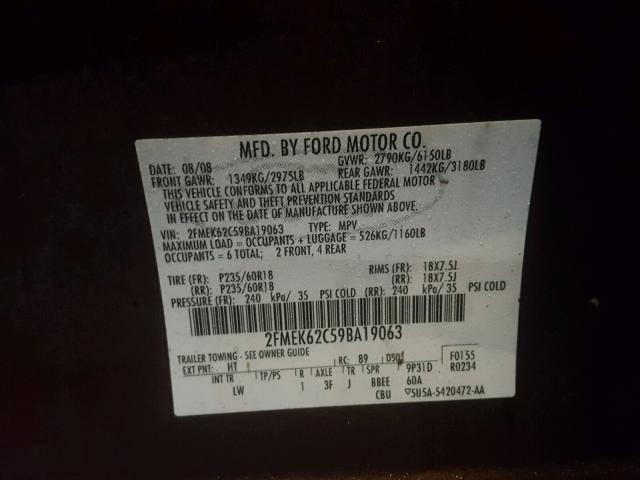 MFD. BY FORD MOTOR CO.
DATE: 08/08 GVWR: 2790KG/6150LB
FRONT GAWR: 1349KG/2975LB REAR GAWR: 1442KG/3180LB
THIS VEHICLE CONFORMS TO ALL APPLICABLE FEDERAL MOTOR
VEHICLE SAFETY AND THEFT PREVENTION STANDARDS
IN EFFECT ON THE DATE OF MANUFACTURE SHOWN ABOVE.
VIN: 2FMEK62C59BA19063 TYPE: MPV
MAXIMUM LOAD = OCCUPANTS + LUGGAGE = 526KG/1160LB
OCCUPANTS = 6 TOTAL; 2 FRONT, 4 REAR
TIRE (FR): P235/60R18 RIMS (FR): 18X7.5J
(RR): P235/60R18 (RR): 18X7.5J
PRESSURE (FR): 240 kPa/ 35 PSI COLD (RR): 240 kPa/ 35 PSI COLD
2FMEK62C59BA19063
TRAILER TOWING - SEE OWNER GUIDE F0155
EXT PNT: HT RC: 89 DSO: R0234
INT TR TP/PS R AXLE TR SPR 9P31D
LW 1 3F J BBEE 60A
CBU 5U5A-5420472-AA